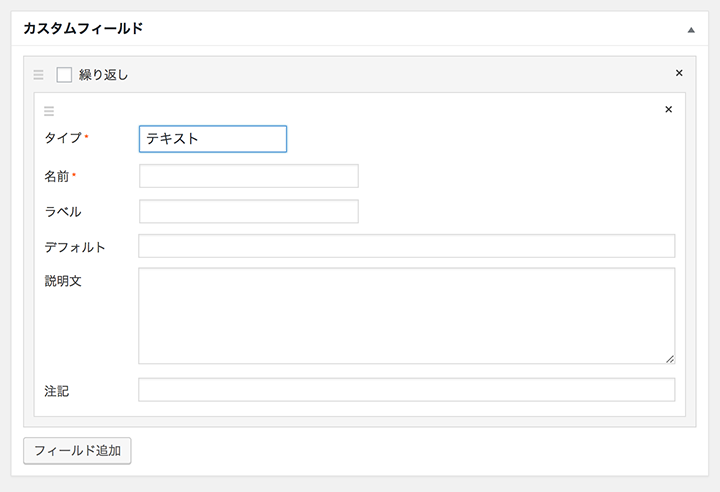 カスタムフィールド
繰り返し
タイプ* テキスト
名前*
ラベル
デフォルト
説明文
注記
フィールド追加